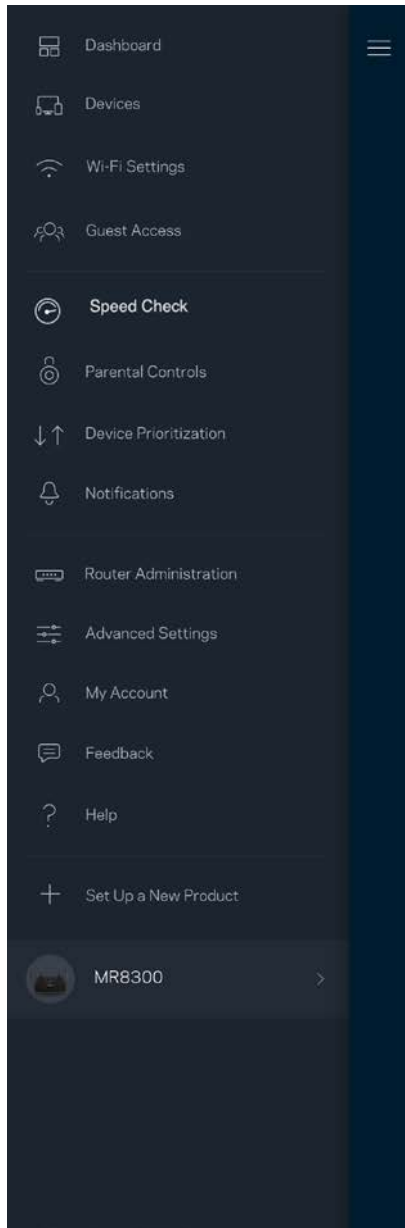 Dashboard
Devices
Wi-Fi Settings
Guest Access
Speed Check
Parental Controls
Device Prioritization
Notifications
Router Administration
Advanced Settings
My Account
Feedback
Help
Set Up a New Product
MR8300